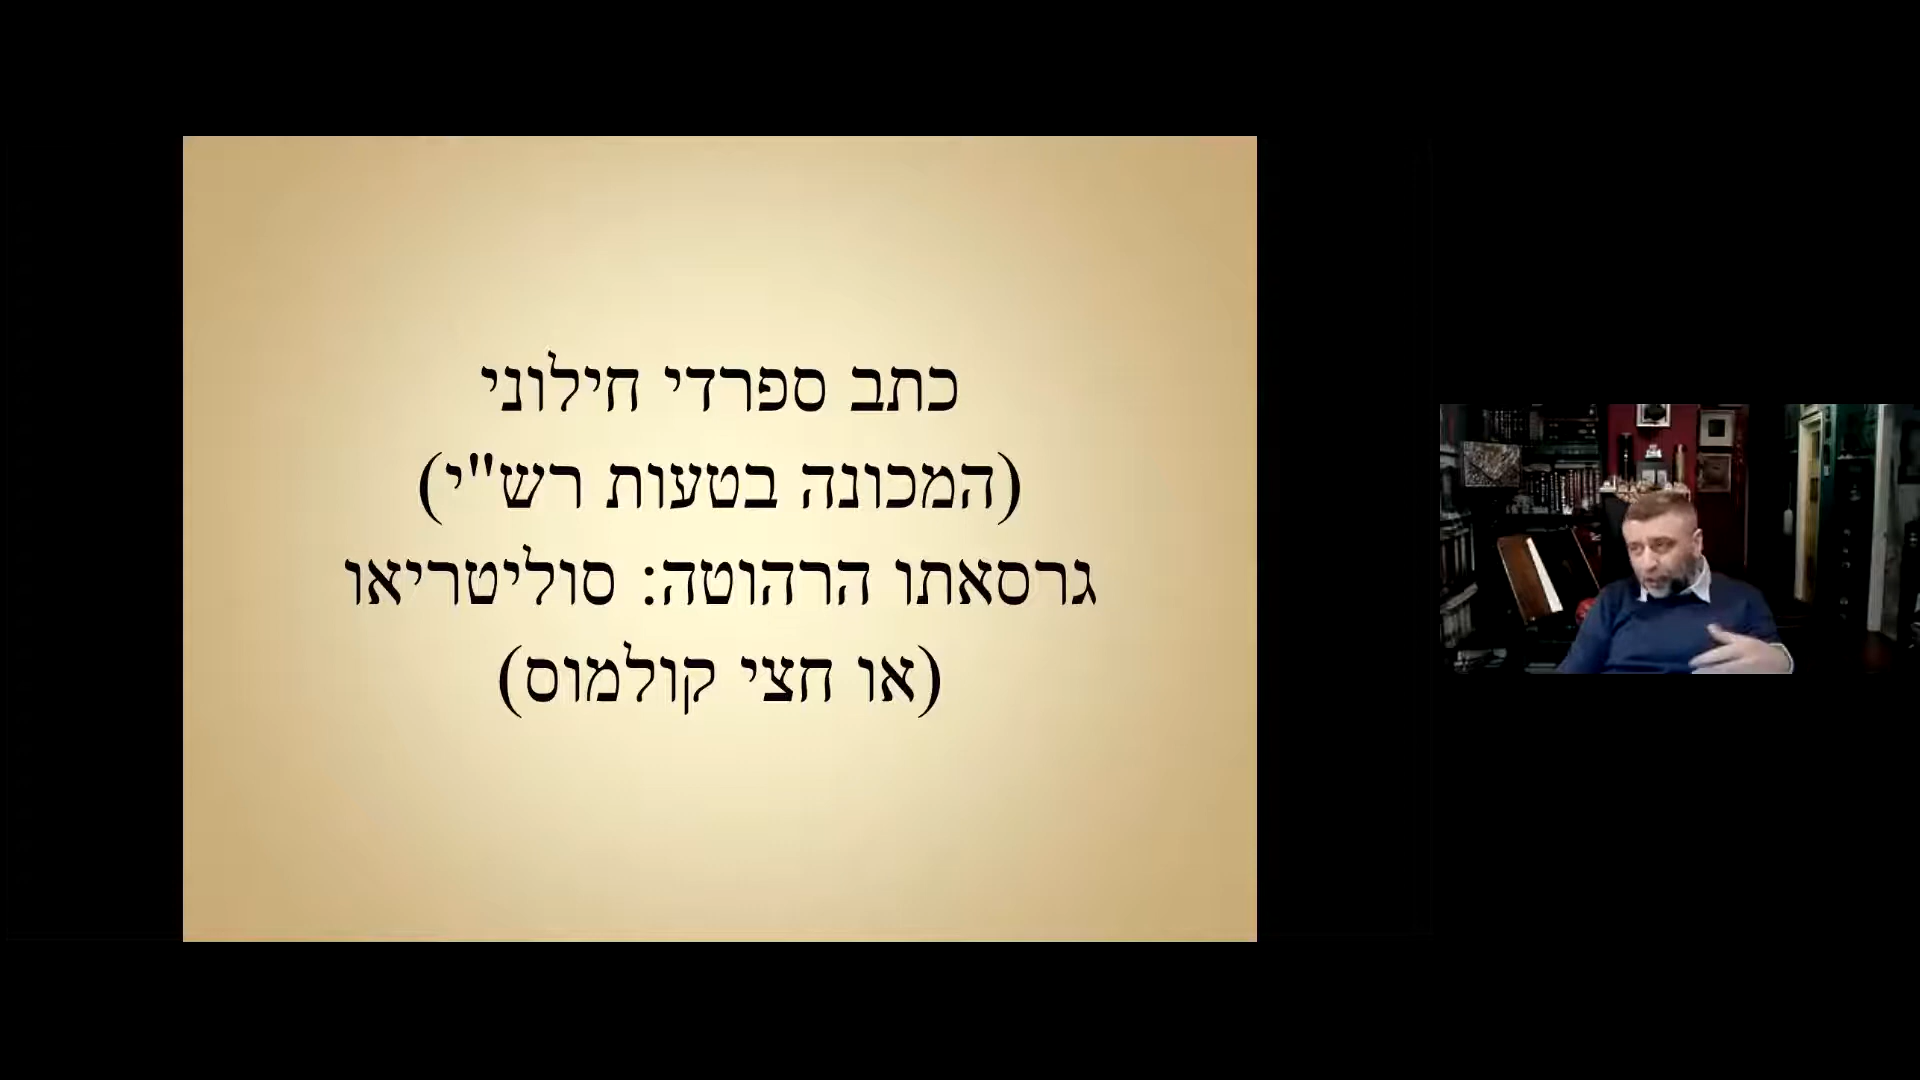 כתב ספרדי חילוני
(המכונה בטעות רש"י)
גרסאתו הרהוטה: סוליטריאו
(או חצי קולמוס)